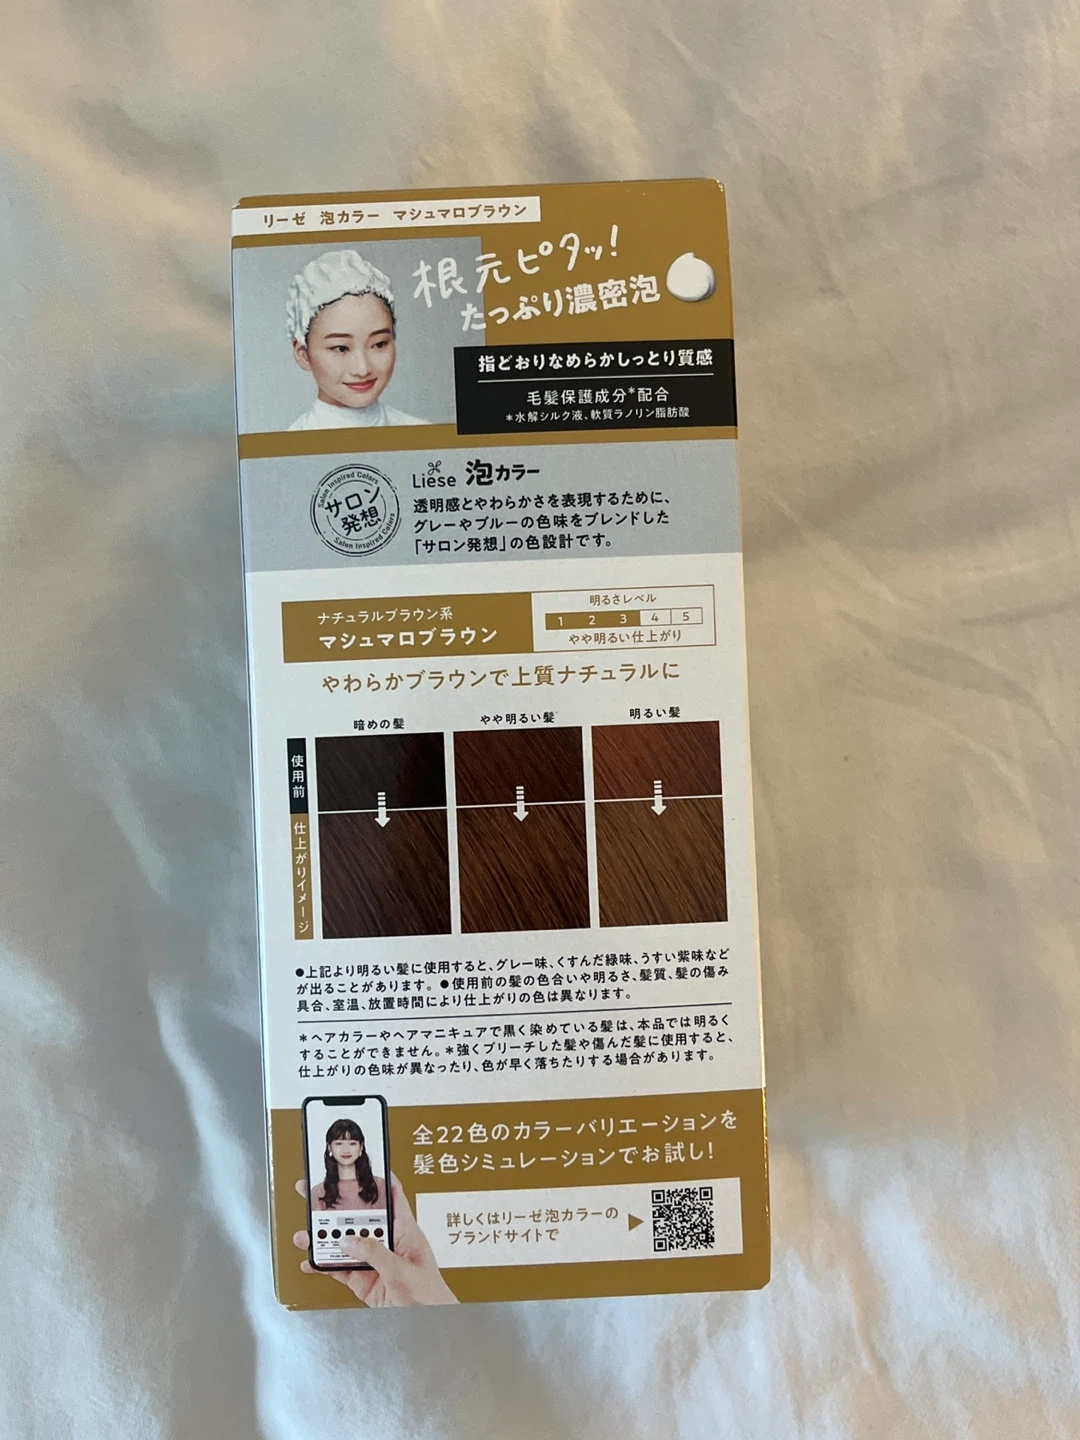 リーゼ 泡カラー マシュマロブラウン
根元ピタッ!
たっぷり濃密泡
指どおりなめらかしっとり質感
毛髪保護成分*配合
*水解シルク液、軟質ラノリン脂肪酸
Salon Inspired Colors
サロン
発想
Salon Inspired Colors
Liese 泡カラー
透明感とやわらかさを表現するために、
グレーやブルーの色味をブレンドした
「サロン発想」の色設計です。
ナチュラルブラウン系
マシュマロブラウン
明るさレベル
1 2 3 4 5
やや明るい仕上がり
やわらかブラウンで上質ナチュラルに
暗めの髪 やや明るい髪 明るい髪
使用前
仕上がりイメージ
●上記より明るい髪に使用すると、グレー味、くすんだ緑味、うすい紫味など
が出ることがあります。●使用前の髪の色合いや明るさ、髪質、髪の傷み
具合、室温、放置時間により仕上がりの色は異なります。
*ヘアカラーやヘアマニキュアで黒く染めている髪は、本品では明るく
することができません。*強くブリーチした髪や傷んだ髪に使用すると、
仕上がりの色味が異なったり、色が早く落ちたりする場合があります。
全22色のカラーバリエーションを
髪色シミュレーションでお試し!
詳しくはリーゼ泡カラーの
ブランドサイトで